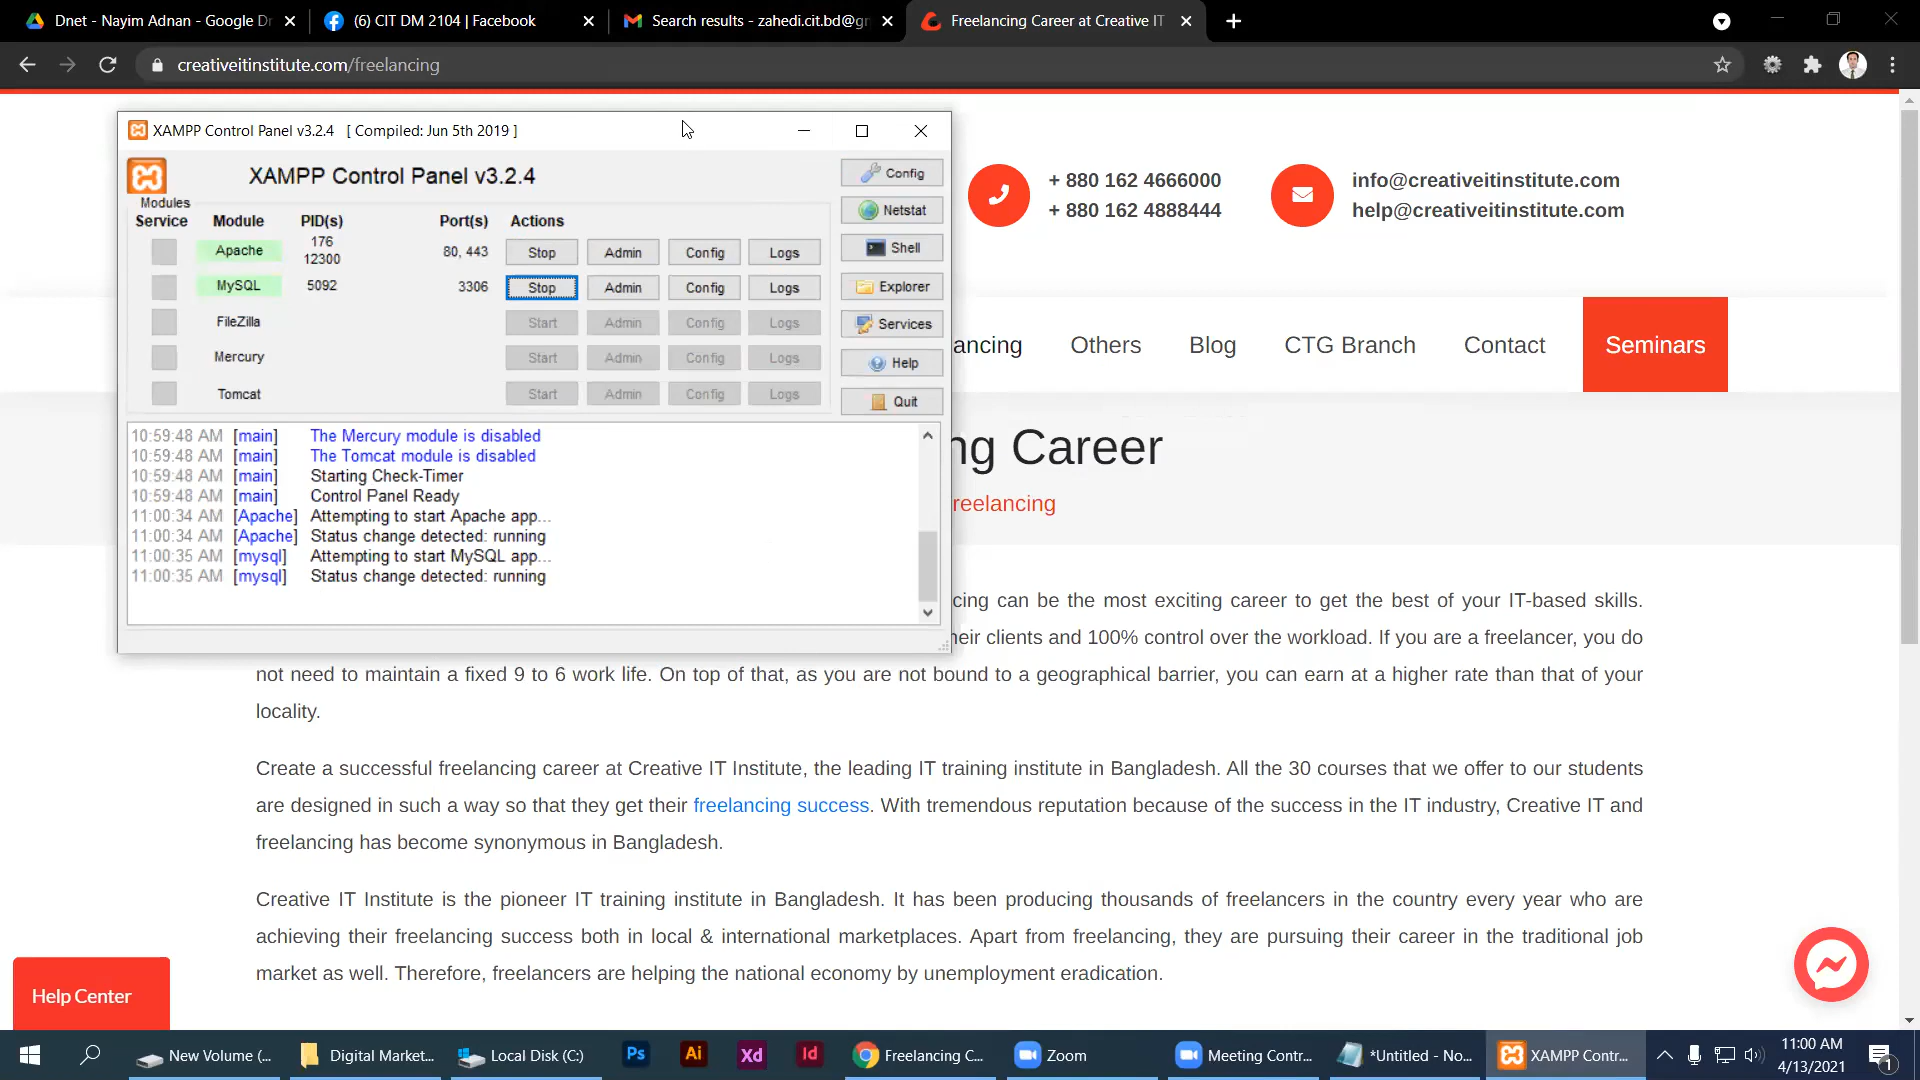 Dnet - Nayim Adnan - Google Dr
(6) CIT DM 2104 | Facebook
Search results - zahedi.cit.bd@gm
Freelancing Career at Creative IT
creativeitinstitute.com/freelancing
XAMPP Control Panel v3.2.4 [ Compiled: Jun 5th 2019 ]
XAMPP Control Panel v3.2.4
Modules
Service Module PID(s) Port(s) Actions
Apache 176 12300 80, 443 Stop Admin Config Logs
MySQL 5092 3306 Stop Admin Config Logs
FileZilla Start Admin Config Logs
Mercury Start Admin Config Logs
Tomcat Start Admin Config Logs
Config
Netstat
Shell
Explorer
Services
Help
Quit
10:59:48 AM [main] The Mercury module is disabled
10:59:48 AM [main] The Tomcat module is disabled
10:59:48 AM [main] Starting Check-Timer
10:59:48 AM [main] Control Panel Ready
11:00:34 AM [Apache] Attempting to start Apache app...
11:00:34 AM [Apache] Status change detected: running
11:00:35 AM [mysql] Attempting to start MySQL app...
11:00:35 AM [mysql] Status change detected: running
+ 880 162 4666000
+ 880 162 4888444
info@creativeitinstitute.com
help@creativeitinstitute.com
ancing Others Blog CTG Branch Contact Seminars
ng Career
reelancing
cing can be the most exciting career to get the best of your IT-based skills.
heir clients and 100% control over the workload. If you are a freelancer, you do
not need to maintain a fixed 9 to 6 work life. On top of that, as you are not bound to a geographical barrier, you can earn at a higher rate than that of your
locality.
Create a successful freelancing career at Creative IT Institute, the leading IT training institute in Bangladesh. All the 30 courses that we offer to our students
are designed in such a way so that they get their freelancing success. With tremendous reputation because of the success in the IT industry, Creative IT and
freelancing has become synonymous in Bangladesh.
Creative IT Institute is the pioneer IT training institute in Bangladesh. It has been producing thousands of freelancers in the country every year who are
achieving their freelancing success both in local & international marketplaces. Apart from freelancing, they are pursuing their career in the traditional job
market as well. Therefore, freelancers are helping the national economy by unemployment eradication.
Help Center
New Volume (...
Digital Market...
Local Disk (C:)
Ps
Ai
Xd
Id
Freelancing C...
Zoom
Meeting Contr...
*Untitled - No...
XAMPP Contr...
11:00 AM
4/13/2021
1